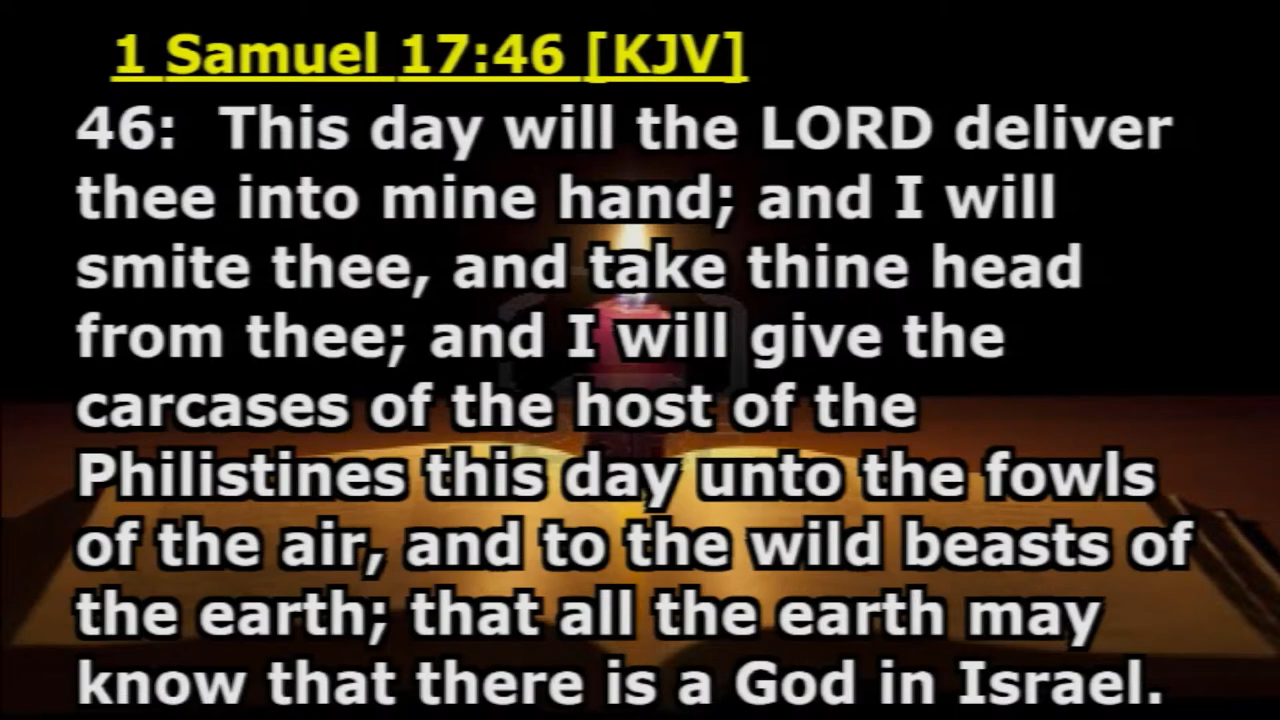 1 Samuel 17:46 [KJV]
46:  This day will the LORD deliver
thee into mine hand; and I will
smite thee, and take thine head
from thee; and I will give the
carcases of the host of the
Philistines this day unto the fowls
of the air, and to the wild beasts of
the earth; that all the earth may
know that there is a God in Israel.